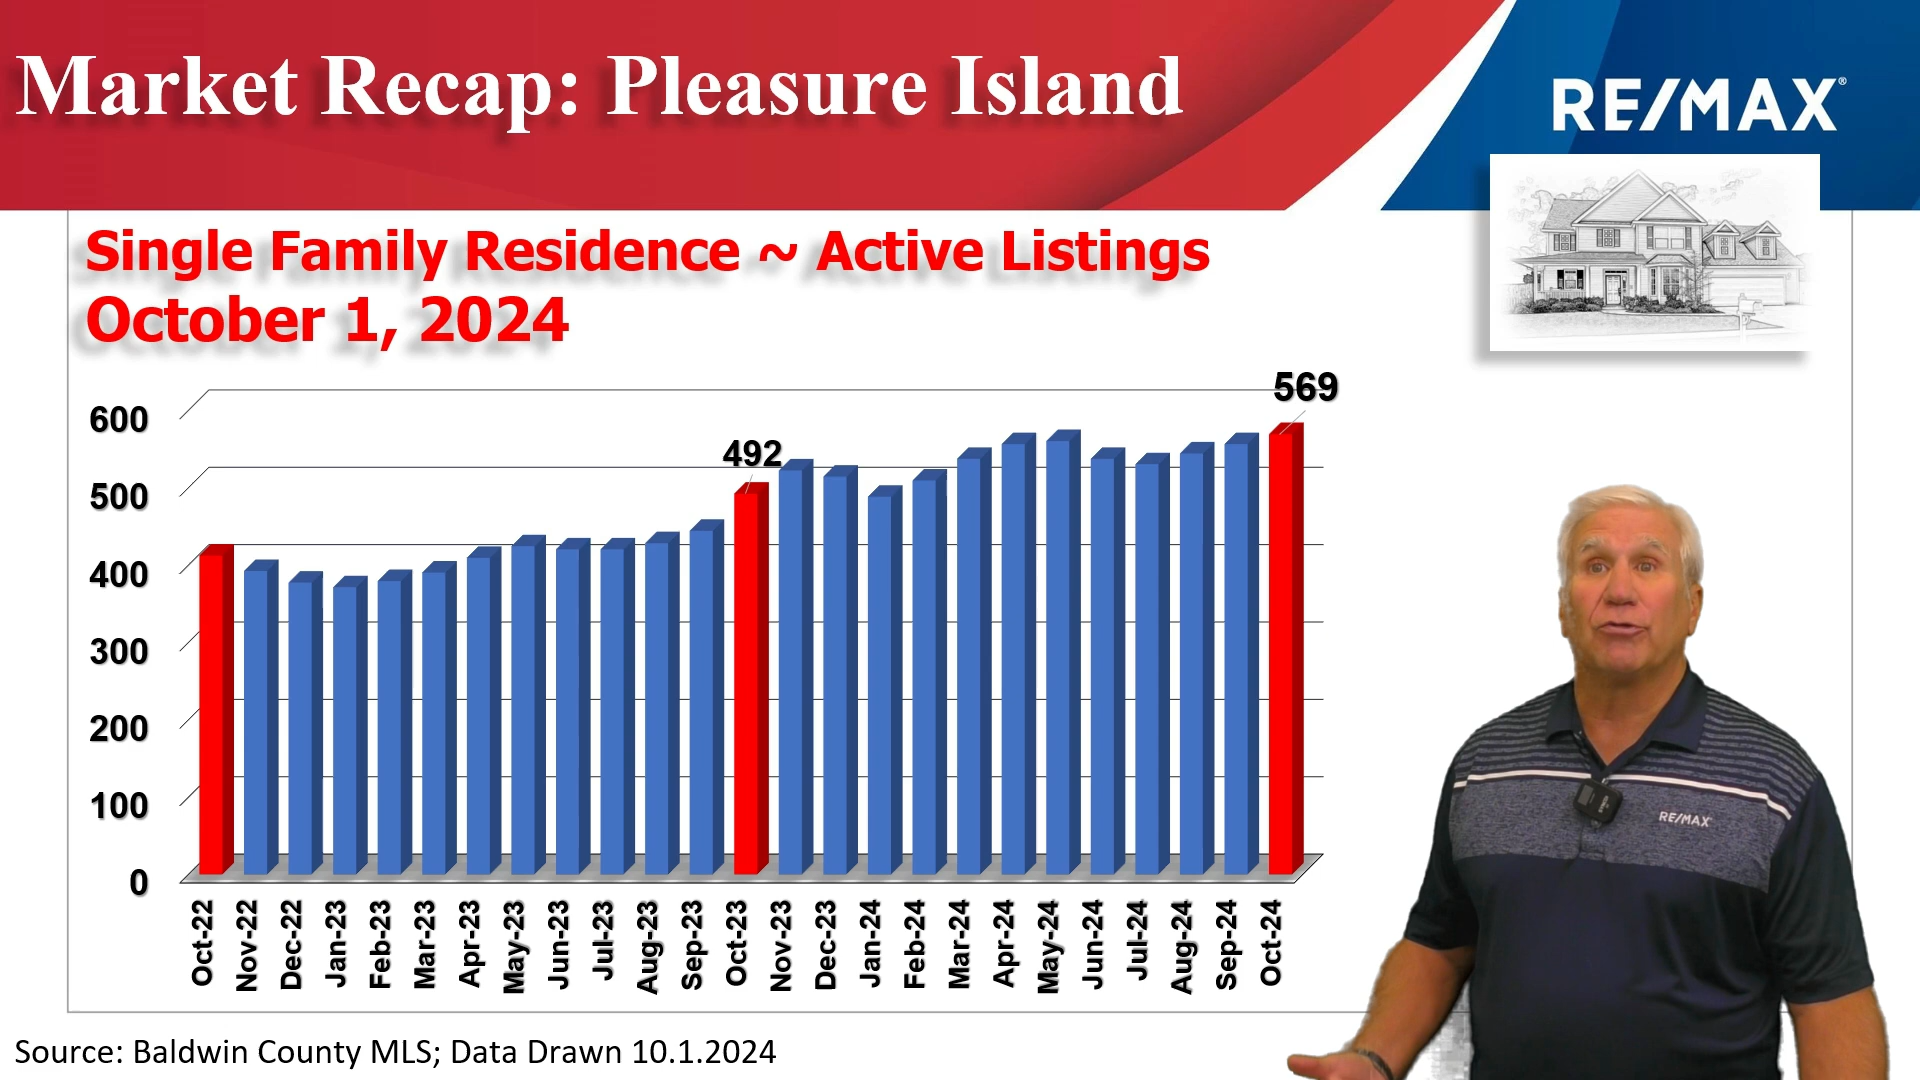 Market Recap: Pleasure Island
RE/MAX®
Single Family Residence ~ Active Listings
October 1, 2024
569
492
600
500
400
300
200
100
0
Oct-22
Nov-22
Dec-22
Jan-23
Feb-23
Mar-23
Apr-23
May-23
Jun-23
Jul-23
Aug-23
Sep-23
Oct-23
Nov-23
Dec-23
Jan-24
Feb-24
Mar-24
Apr-24
May-24
Jun-24
Jul-24
Aug-24
Sep-24
Oct-24
RE/MAX
Source: Baldwin County MLS; Data Drawn 10.1.2024